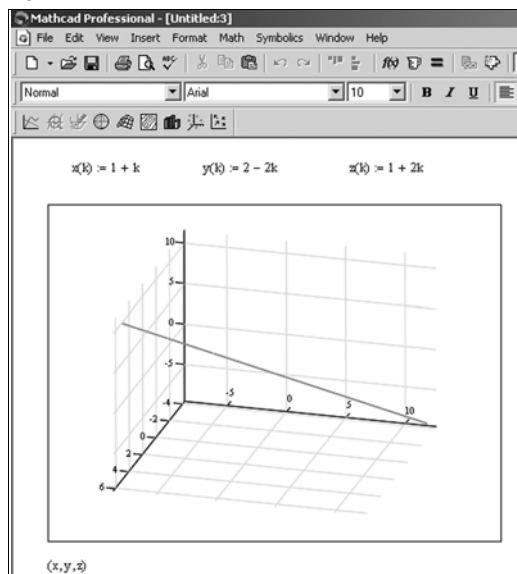 Mathcad Professional - [Untitled:3]
File Edit View Insert Format Math Symbolics Window Help
Normal Arial 10 B I U
x(k) := 1 + k y(k) := 2 − 2k z(k) := 1 + 2k
10
5
0
-5
-4
-2
0
2
4
6
-5
0
5
10
(x,y,z)